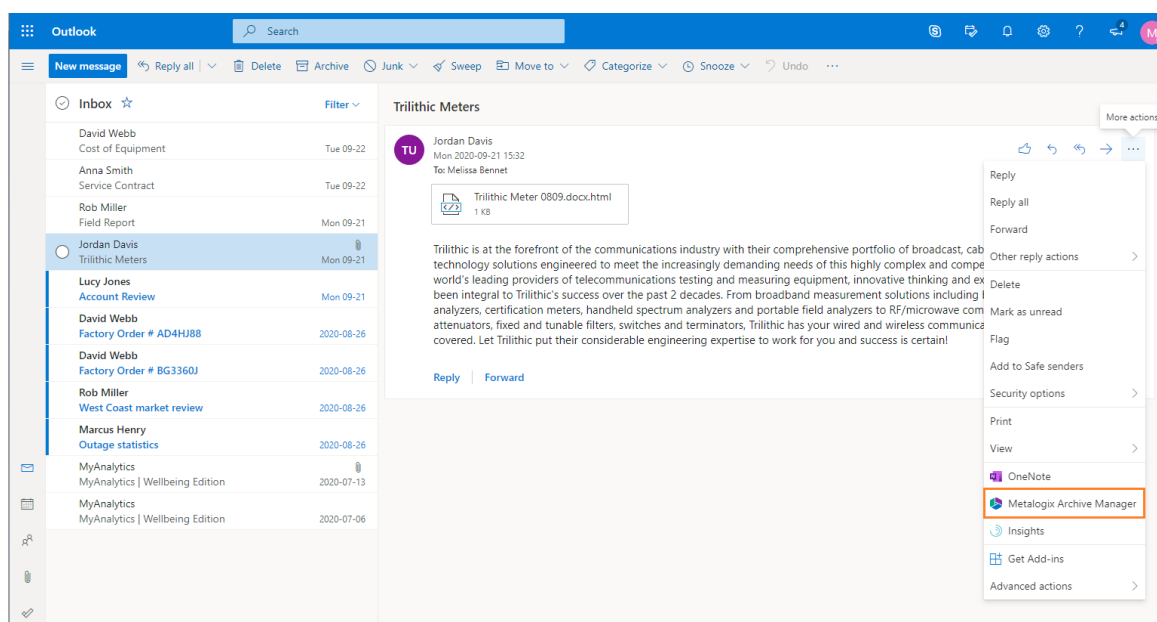 Outlook
Search
4
M
New message
Reply all
Delete
Archive
Junk
Sweep
Move to
Categorize
Snooze
Undo
Inbox
Filter
David Webb
Cost of Equipment
Tue 09-22
Anna Smith
Service Contract
Tue 09-22
Rob Miller
Field Report
Mon 09-21
Jordan Davis
Trilithic Meters
Mon 09-21
Lucy Jones
Account Review
Mon 09-21
David Webb
Factory Order # AD4HJ88
2020-08-26
David Webb
Factory Order # BG3360J
2020-08-26
Rob Miller
West Coast market review
2020-08-26
Marcus Henry
Outage statistics
2020-08-26
MyAnalytics
MyAnalytics | Wellbeing Edition
2020-07-13
MyAnalytics
MyAnalytics | Wellbeing Edition
2020-07-06
Trilithic Meters
More actions
TU
Jordan Davis
Mon 2020-09-21 15:32
To: Melissa Bennet
Trilithic Meter 0809.docx.html
1 KB
Trilithic is at the forefront of the communications industry with their comprehensive portfolio of broadcast, cab
technology solutions engineered to meet the increasingly demanding needs of this highly complex and compe
world's leading providers of telecommunications testing and measuring equipment, innovative thinking and ex
been integral to Trilithic's success over the past 2 decades. From broadband measurement solutions including
analyzers, certification meters, handheld spectrum analyzers and portable field analyzers to RF/microwave com
attenuators, fixed and tunable filters, switches and terminators, Trilithic has your wired and wireless communica
covered. Let Trilithic put their considerable engineering expertise to work for you and success is certain!
Reply
Forward
Reply
Reply all
Forward
Other reply actions
Delete
Mark as unread
Flag
Add to Safe senders
Security options
Print
View
OneNote
Metalogix Archive Manager
Insights
Get Add-ins
Advanced actions